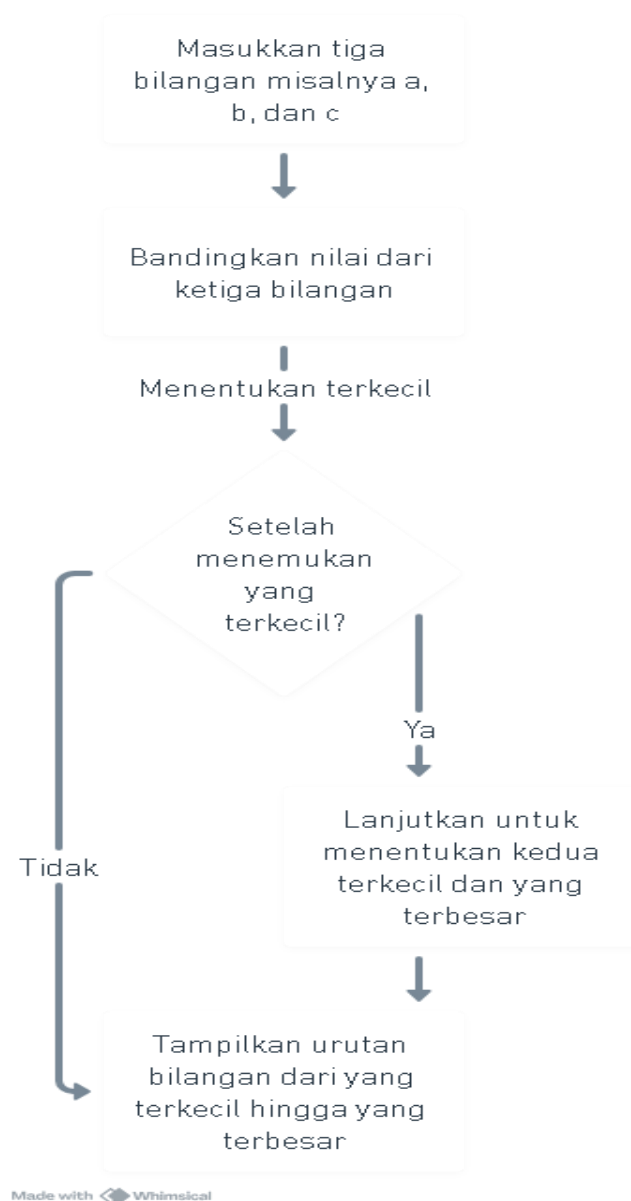 Masukkan tiga
bilangan misalnya a,
b, dan c
Bandingkan nilai dari
ketiga bilangan
Menentukan terkecil
Setelah
menemukan
yang
terkecil?
Ya
Lanjutkan untuk
menentukan kedua
terkecil dan yang
terbesar
Tidak
Tampilkan urutan
bilangan dari yang
terkecil hingga yang
terbesar
Made with Whimsical